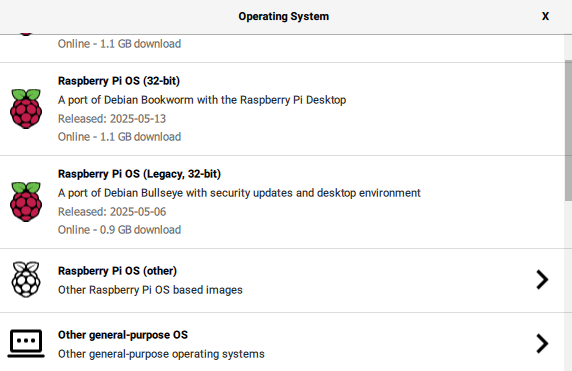 Operating System
X
Online - 1.1 GB download
Raspberry Pi OS (32-bit)
A port of Debian Bookworm with the Raspberry Pi Desktop
Released: 2025-05-13
Online - 1.1 GB download
Raspberry Pi OS (Legacy, 32-bit)
A port of Debian Bullseye with security updates and desktop environment
Released: 2025-05-06
Online - 0.9 GB download
Raspberry Pi OS (other)
Other Raspberry Pi OS based images
Other general-purpose OS
Other general-purpose operating systems